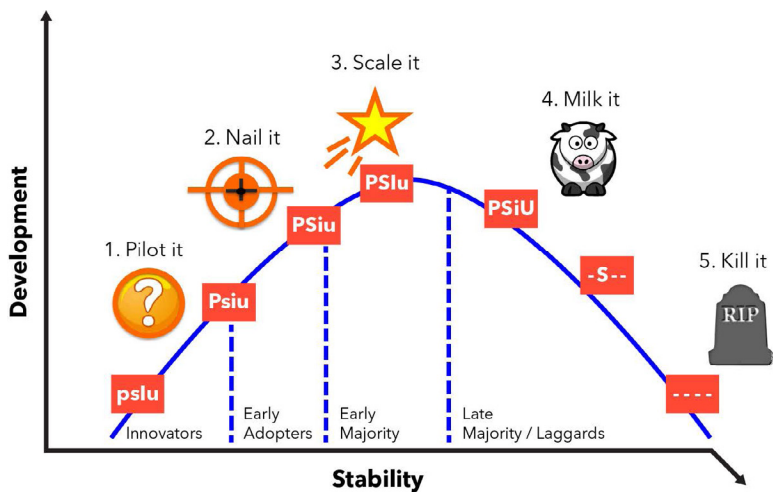 3. Scale it
4. Milk it
2. Nail it
PSIu
PSiU
PSiu
1. Pilot it
-S--
5. Kill it
Psiu
?
RIP
psIu
----
Early
Early
Late
Innovators
Adopters
Majority
Majority / Laggards
Development
Stability